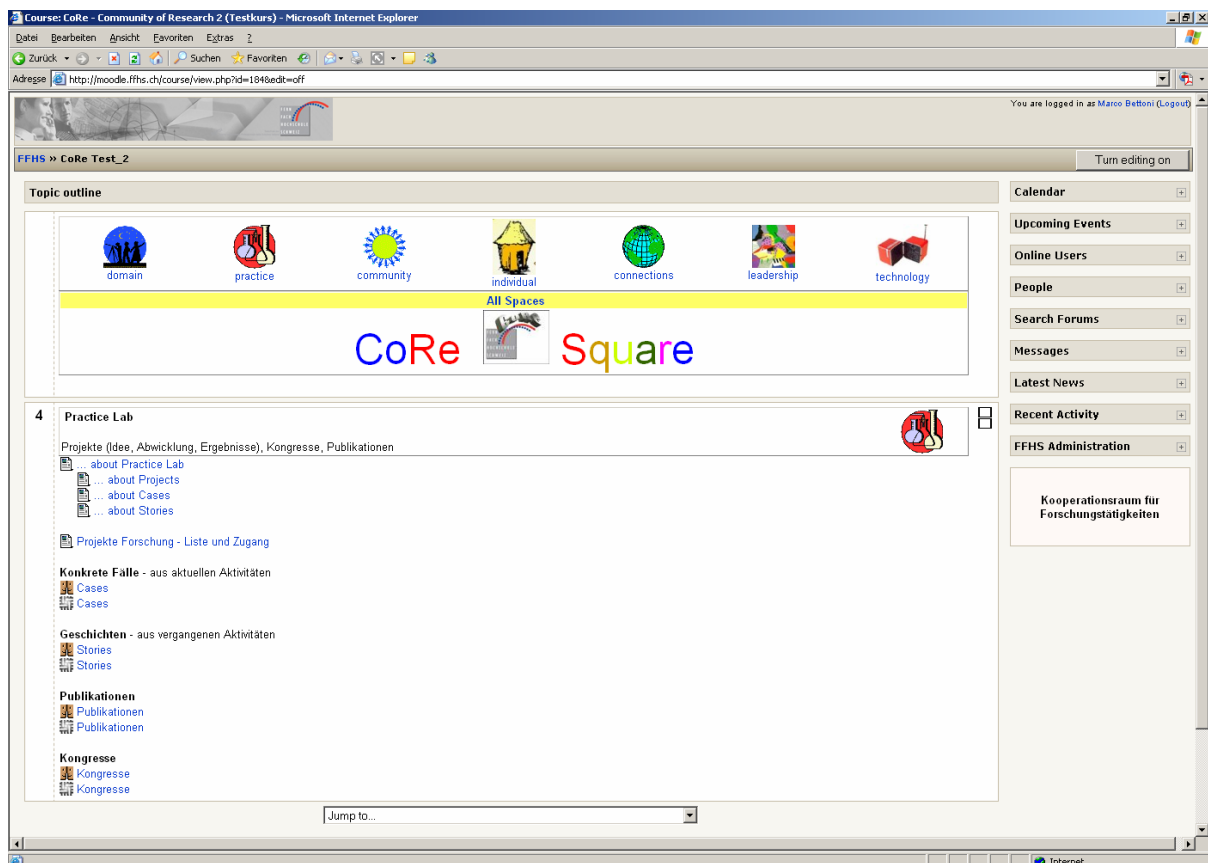 Course: CoRe - Community of Research 2 (Testkurs) - Microsoft Internet Explorer
Datei Bearbeiten Ansicht Favoriten Extras ?
Zurück Suchen Favoriten
Adresse http://moodle.ffhs.ch/course/view.php?id=184&edit=off
You are logged in as Marco Bettoni (Logout)
FERN
FACH
HOCHSCHULE
SCHWEIZ
FFHS » CoRe Test_2
Turn editing on
Topic outline
domain practice community individual connections leadership technology
All Spaces
CoRe Square
4 Practice Lab
Projekte (Idee, Abwicklung, Ergebnisse), Kongresse, Publikationen
... about Practice Lab
... about Projects
... about Cases
... about Stories
Projekte Forschung - Liste und Zugang
Konkrete Fälle - aus aktuellen Aktivitäten
Cases
Cases
Geschichten - aus vergangenen Aktivitäten
Stories
Stories
Publikationen
Publikationen
Publikationen
Kongresse
Kongresse
Kongresse
Jump to...
Calendar
Upcoming Events
Online Users
People
Search Forums
Messages
Latest News
Recent Activity
FFHS Administration
Kooperationsraum für
Forschungstätigkeiten
Internet